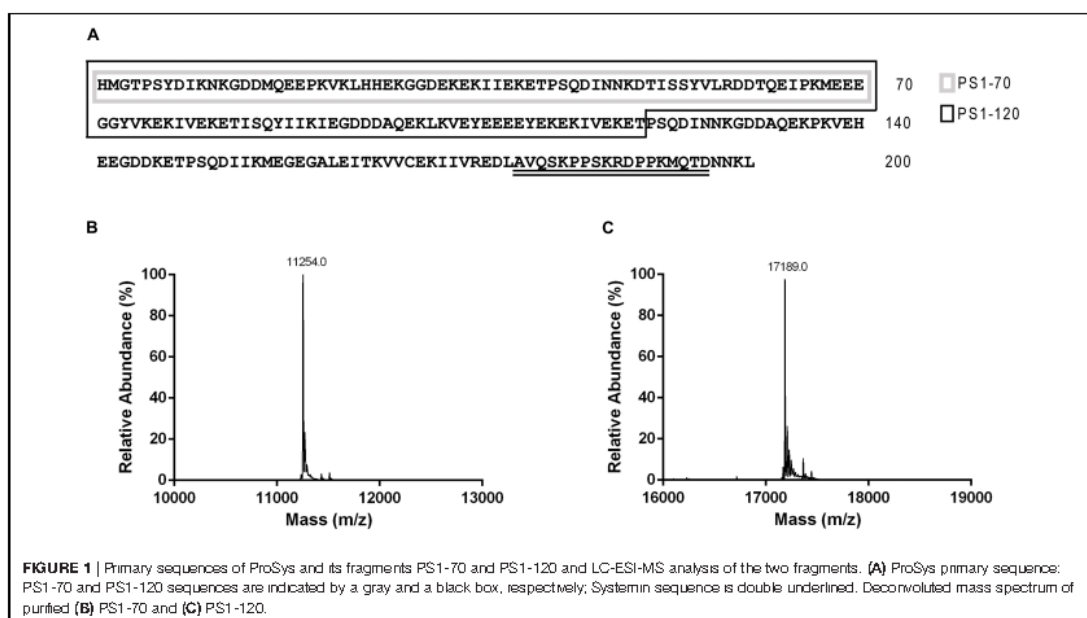 A
HMGTPSYDIKNKGDDMQEEPKVKLHHEKGGDEKEKIIEKETPSQDINNKDTISSYVLRDDTQEIPKMEEE 70
GGYVKEKIVEKETISQYIIKIEGDDDAQEKLKVEYEEEEYEKEKIVEKETPSQDINNKGDDAQEKPKVEH 140
EEGDDKETPSQDIIKMEGEGALEITKVVCEKIIVREDLAVQSKPPSKRDPPKMQTDNNKL 200
PS1-70
PS1-120
B
11254.0
Relative Abundance (%)
100
80
60
40
20
0
10000 11000 12000 13000
Mass (m/z)
C
17189.0
Relative Abundance (%)
100
80
60
40
20
0
16000 17000 18000 19000
Mass (m/z)
FIGURE 1 | Primary sequences of ProSys and its fragments PS1-70 and PS1-120 and LC-ESI-MS analysis of the two fragments. (A) ProSys primary sequence:
PS1-70 and PS1-120 sequences are indicated by a gray and a black box, respectively; Systemin sequence is double underlined. Deconvoluted mass spectrum of
purified (B) PS1-70 and (C) PS1-120.